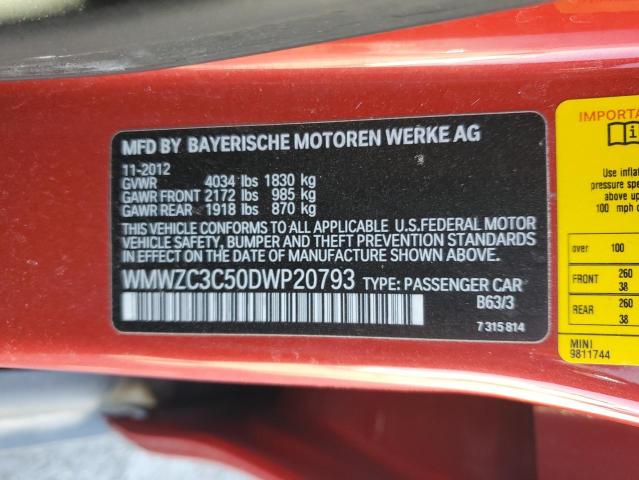 MFD BY BAYERISCHE MOTOREN WERKE AG
11-2012
GVWR 4034 lbs 1830 kg
GAWR FRONT 2172 lbs 985 kg
GAWR REAR 1918 lbs 870 kg
THIS VEHICLE CONFORMS TO ALL APPLICABLE U.S.FEDERAL MOTOR
VEHICLE SAFETY, BUMPER AND THEFT PREVENTION STANDARDS
IN EFFECT ON THE DATE OF MANUFACTURE SHOWN ABOVE.
WMWZC3C50DWP20793 TYPE: PASSENGER CAR
B63/3
7 315 814
IMPORTA
Use infla
pressure spe
above up
100 mph
over 100
FRONT 260
38
REAR 260
38
MINI
9811744